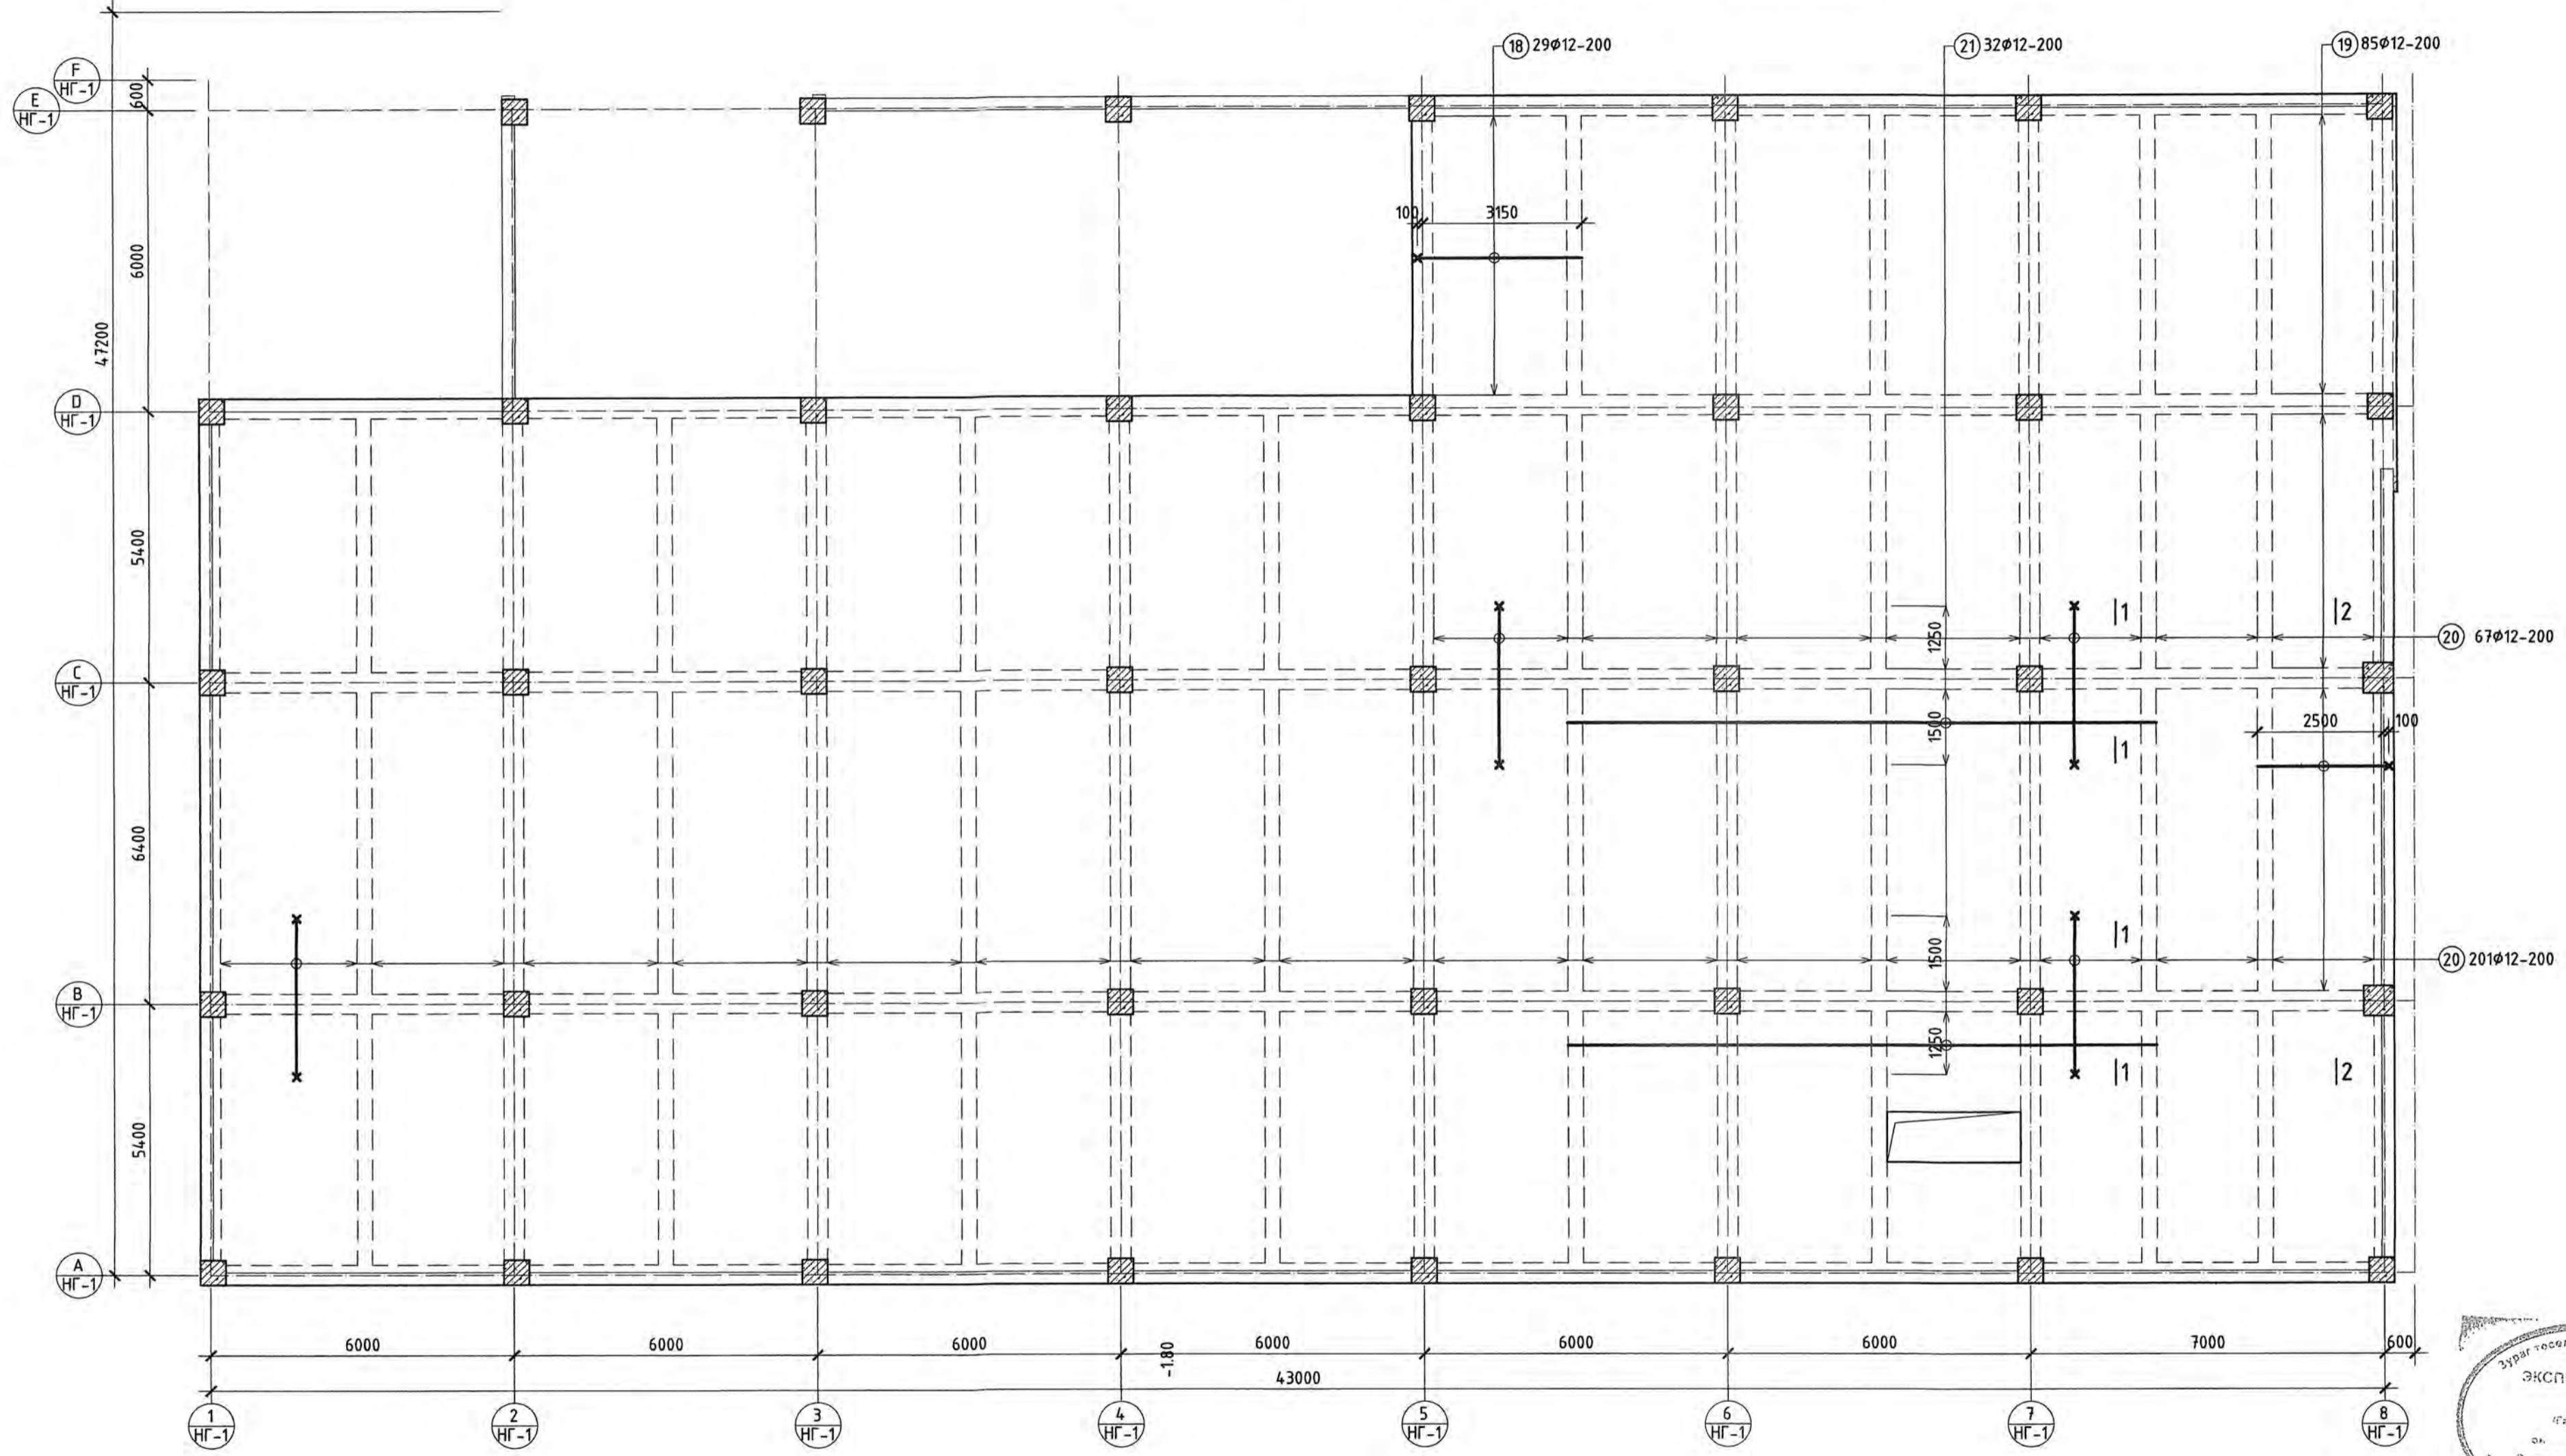 18 29φ12-200
21 32φ12-200
19 85φ12-200
F
НГ-1
E
НГ-1
600
100
3150
6000
47200
D
НГ-1
5400
1250
1
2
20 67φ12-200
C
НГ-1
1500
1
2500
100
6400
1500
1
20 201φ12-200
B
НГ-1
1250
1
2
5400
A
НГ-1
6000
6000
6000
6000
6000
6000
7000
600
-1.80
43000
1
НГ-1
2
НГ-1
3
НГ-1
4
НГ-1
5
НГ-1
6
НГ-1
7
НГ-1
8
НГ-1
Зураг
ЭКСП